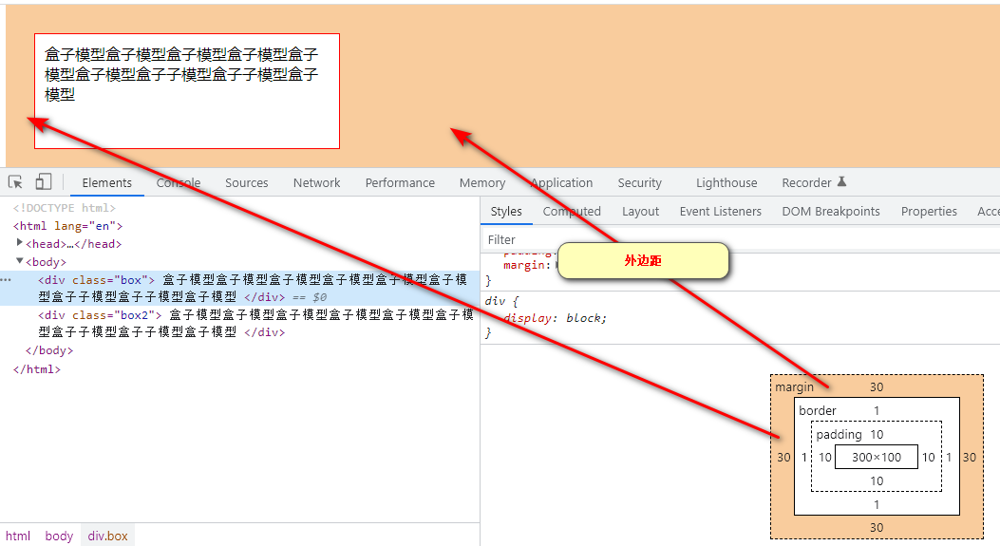 盒子模型盒子模型盒子模型盒子模型盒子
模型盒子模型盒子子模型盒子子模型盒子
模型
Elements Console Sources Network Performance Memory Application Security Lighthouse Recorder
<!DOCTYPE html>
<html lang="en">
<head>…</head>
<body>
<div class="box"> 盒子模型盒子模型盒子模型盒子模型盒子模型盒子模
型盒子子模型盒子子模型盒子模型 </div> == $0
<div class="box2"> 盒子模型盒子模型盒子模型盒子模型盒子模型盒子
模型盒子子模型盒子子模型盒子模型 </div>
</body>
</html>
html body div.box
Styles Computed Layout Event Listeners DOM Breakpoints Properties
Filter
padding:
margin:
}
外边距
div {
display: block;
}
margin 30
border 1
padding 10
30 1 10 300×100 10 1 30
10
1
30